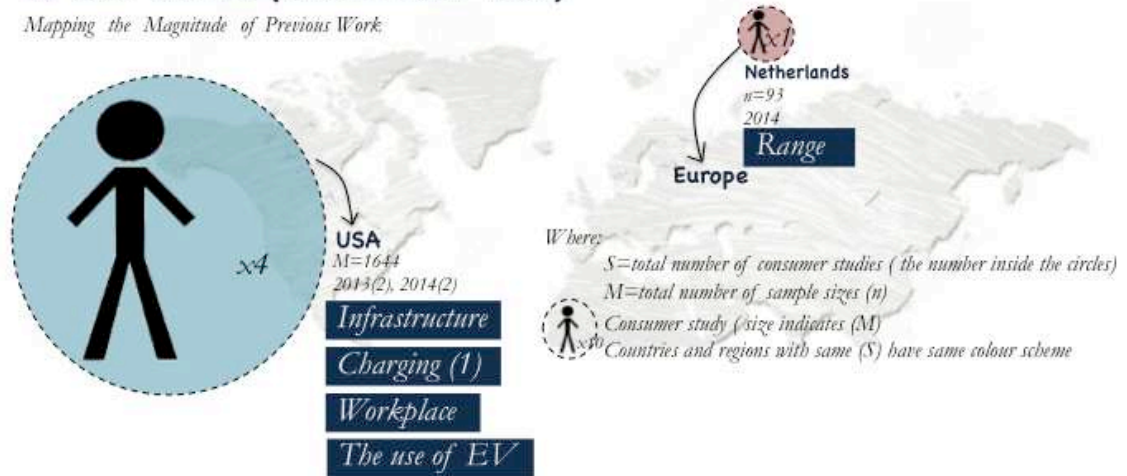 Mapping the Magnitude of Previous Work
x1
Netherlands
n=93
2014
Range
Europe
x4
USA
M=1644
2013(2), 2014(2)
Infrastructure
Charging (1)
Workplace
The use of EV
Where:
S=total number of consumer studies ( the number inside the circles)
M=total number of sample sizes (n)
x10
Consumer study ( size indicates (M)
Countries and regions with same (S) have same colour scheme